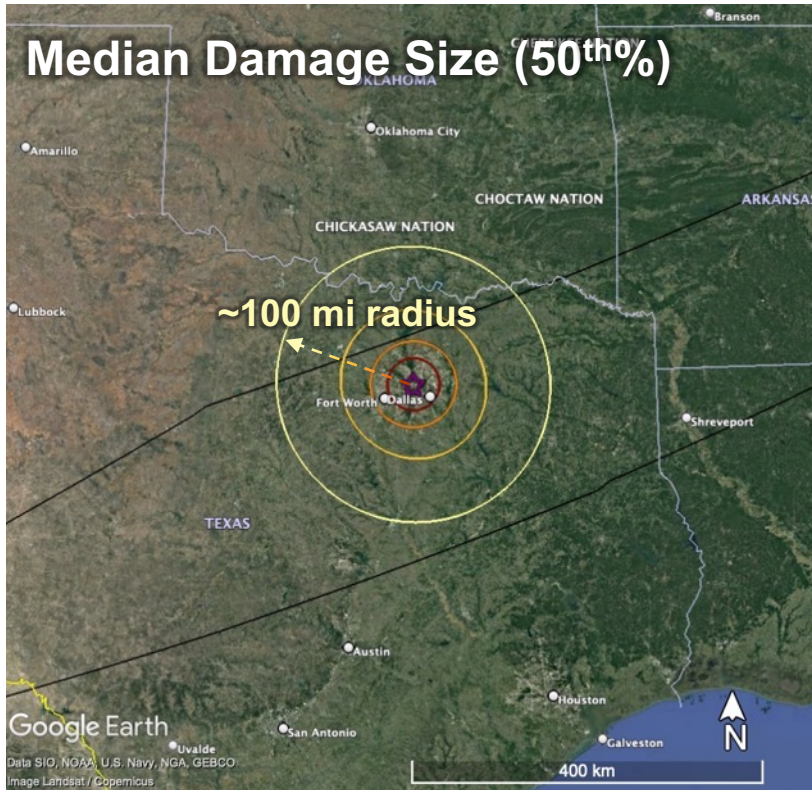 Branson
CHEROKEE NATION
Median Damage Size (50th%)
OKLAHOMA
Oklahoma City
Amarillo
CHOCTAW NATION
ARKANSAS
CHICKASAW NATION
Lubbock
~100 mi radius
Fort Worth
Dallas
Shreveport
TEXAS
Austin
Houston
San Antonio
Galveston
Uvalde
N
Google Earth
Data SIO, NOAA, U.S. Navy, NGA, GEBCO
Image Landsat / Copernicus
400 km